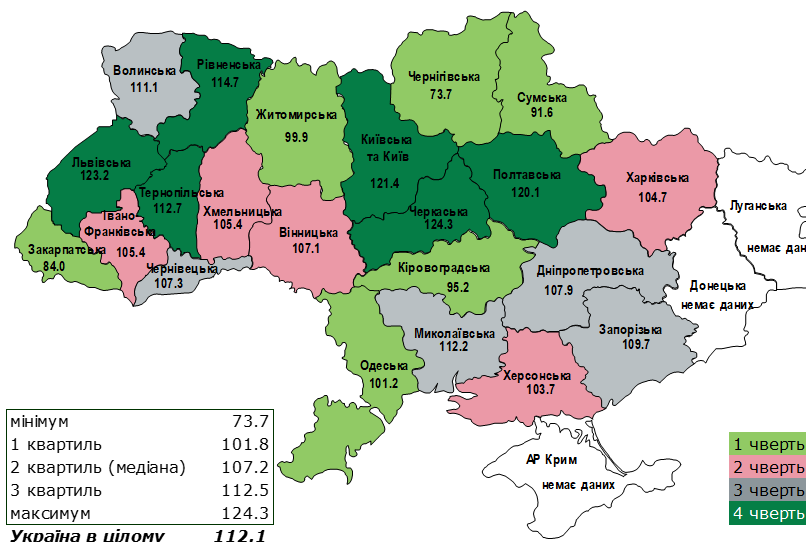 Волинська
111.1
Рівненська
114.7
Житомирська
99.9
Чернігівська
73.7
Сумська
91.6
Київська
та Київ
121.4
Львівська
123.2
Тернопільська
112.7
Хмельницька
105.4
Івано-
Франківська
105.4
Закарпатська
84.0
Чернівецька
107.3
Вінницька
107.1
Черкаська
124.3
Полтавська
120.1
Харківська
104.7
Луганська
немає дан
Донецька
немає даних
Кіровоградська
95.2
Дніпропетровська
107.9
Запорізька
109.7
Миколаївська
112.2
Одеська
101.2
Херсонська
103.7
АР Крим
немає даних
мінімум 73.7
1 квартиль 101.8
2 квартиль (медіана) 107.2
3 квартиль 112.5
максимум 124.3
Україна в цілому 112.1
1 чверть
2 чверть
3 чверть
4 чверть